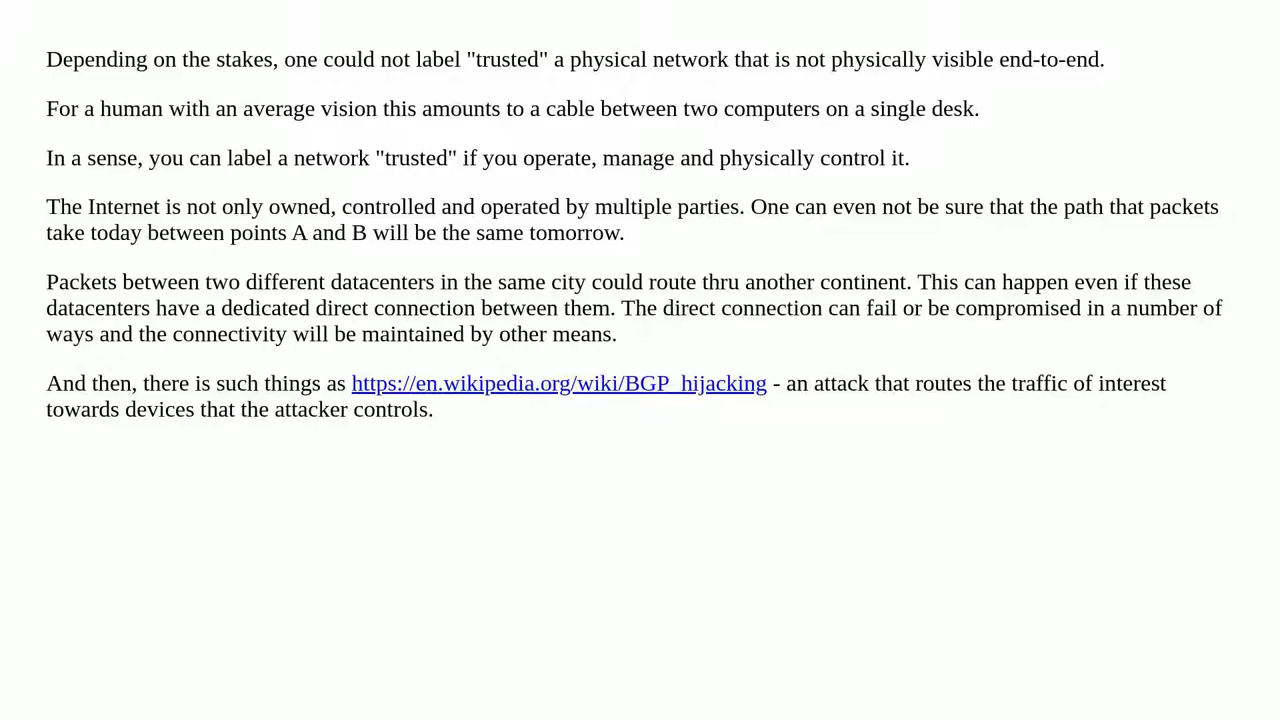 Depending on the stakes, one could not label "trusted" a physical network that is not physically visible end-to-end.
For a human with an average vision this amounts to a cable between two computers on a single desk.
In a sense, you can label a network "trusted" if you operate, manage and physically control it.
The Internet is not only owned, controlled and operated by multiple parties. One can even not be sure that the path that packets
take today between points A and B will be the same tomorrow.
Packets between two different datacenters in the same city could route thru another continent. This can happen even if these
datacenters have a dedicated direct connection between them. The direct connection can fail or be compromised in a number of
ways and the connectivity will be maintained by other means.
And then, there is such things as https://en.wikipedia.org/wiki/BGP_hijacking - an attack that routes the traffic of interest
towards devices that the attacker controls.